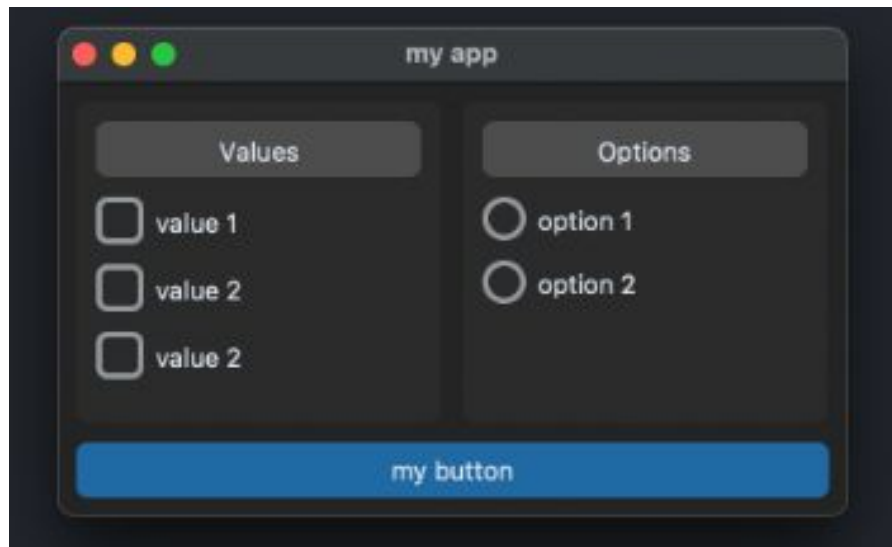 my app
Values
value 1
value 2
value 2
Options
option 1
option 2
my button